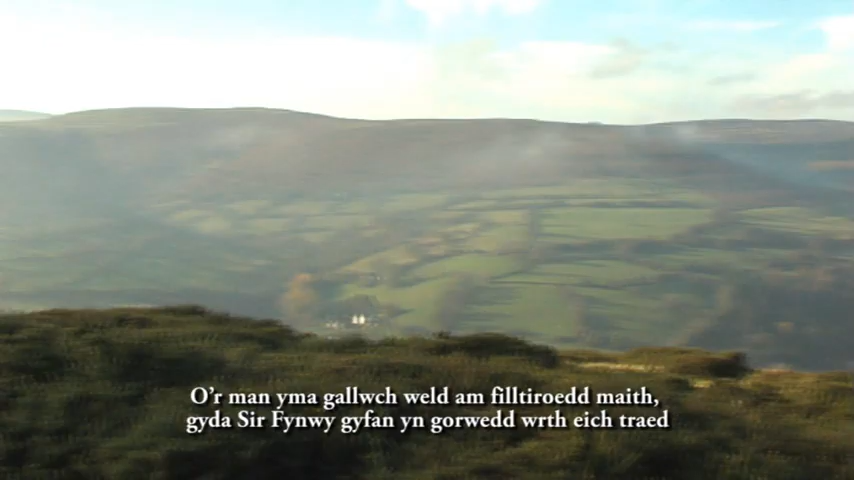 O'r man yma gallwch weld am filltiroedd maith,
gyda Sir Fynwy gyfan yn gorwedd wrth eich traed